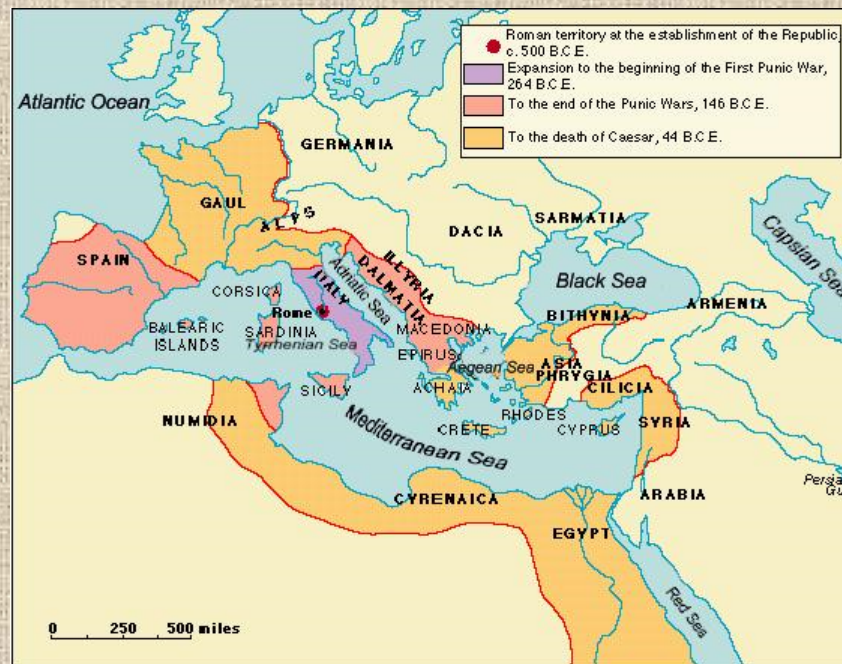 Roman territory at the establishment of the Republic,
c. 500 B.C.E.
Expansion to the beginning of the First Punic War,
264 B.C.E.
To the end of the Punic Wars, 146 B.C.E.
To the death of Caesar, 44 B.C.E.
Atlantic Ocean
GERMANIA
GAUL
ALPS
DACIA
SARMATIA
Capsian Sea
SPAIN
CORSICA
ITALY
Adriatic Sea
ILLYRIA
DALMATIA
Black Sea
ARMENIA
BITHYNIA
Rome
BALEARIC
ISLANDS
SARDINIA
Tyrrhenian Sea
MACEDONIA
EPIRUS
Aegean Sea
ASIA
PHRYGIA
CILICIA
ACHAIA
SICILY
NUMIDIA
RHODES
CRETE
CYPRUS
SYRIA
Mediterranean Sea
ARABIA
Persia
Gu
CYRENAICA
EGYPT
Red Sea
0 250 500 miles